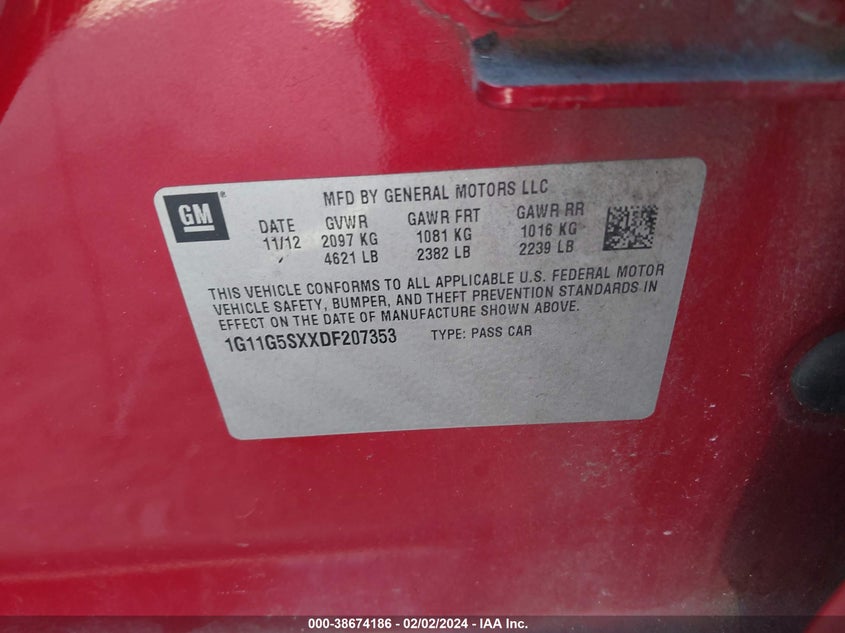 GM®
MFD BY GENERAL MOTORS LLC
DATE GVWR GAWR FRT GAWR RR
11/12 2097 KG 1081 KG 1016 KG
4621 LB 2382 LB 2239 LB
THIS VEHICLE CONFORMS TO ALL APPLICABLE U.S. FEDERAL MOTOR
VEHICLE SAFETY, BUMPER, AND THEFT PREVENTION STANDARDS IN
EFFECT ON THE DATE OF MANUFACTURE SHOWN ABOVE.
1G11G5SXXDF207353 TYPE: PASS CAR
000-38674186 - 02/02/2024 - IAA Inc.